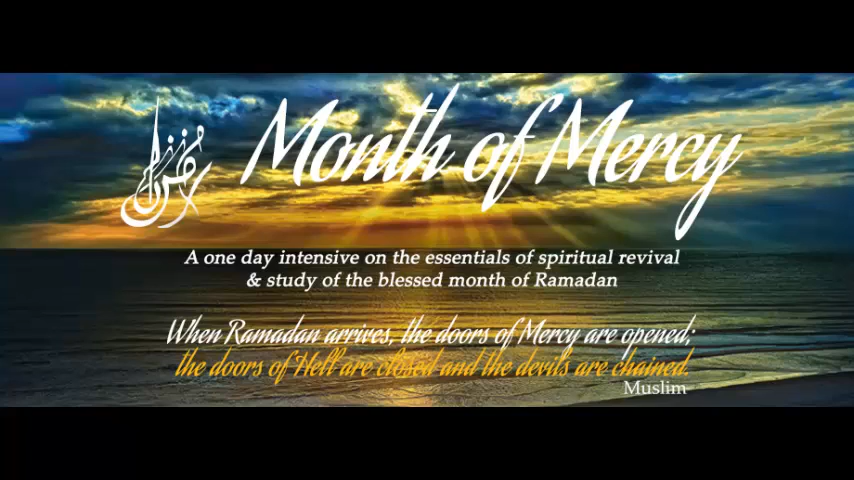 رمضان
Month of Mercy
A one day intensive on the essentials of spiritual revival
& study of the blessed month of Ramadan
When Ramadan arrives, the doors of Mercy are opened;
the doors of Hell are closed and the devils are chained.
Muslim